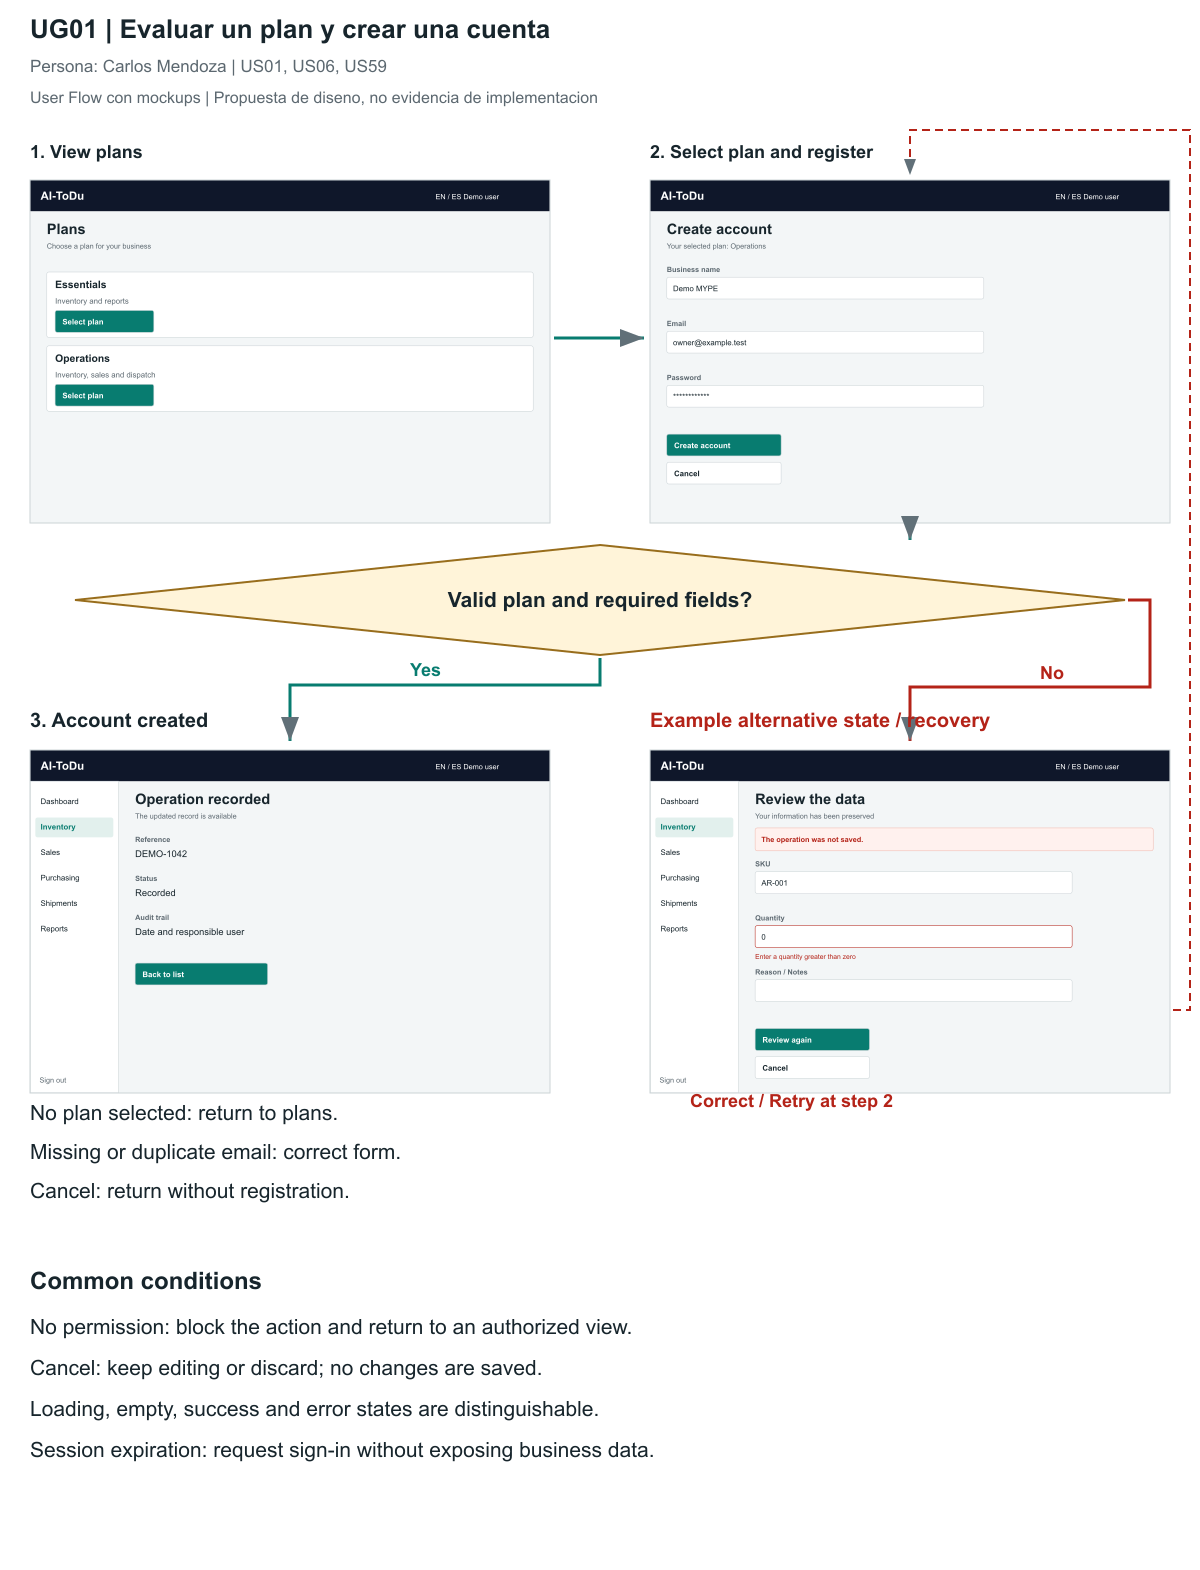 UG01 | Evaluar un plan y crear una cuenta
Persona: Carlos Mendoza | US01, US06, US59
User Flow con mockups | Propuesta de diseno, no evidencia de implementacion
1. View plans
AI-ToDu
EN / ES Demo user
Plans
Choose a plan for your business
Essentials
Inventory and reports
Select plan
Operations
Inventory, sales and dispatch
Select plan
2. Select plan and register
AI-ToDu
EN / ES Demo user
Create account
Your selected plan: Operations
Business name
Demo MYPE
Email
owner@example.test
Password
************
Create account
Cancel
Valid plan and required fields?
Yes
No
3. Account created
AI-ToDu
EN / ES Demo user
Dashboard
Inventory
Sales
Purchasing
Shipments
Reports
Sign out
Operation recorded
The updated record is available
Reference
DEMO-1042
Status
Recorded
Audit trail
Date and responsible user
Back to list
Example alternative state / recovery
AI-ToDu
EN / ES Demo user
Dashboard
Inventory
Sales
Purchasing
Shipments
Reports
Sign out
Review the data
Your information has been preserved
The operation was not saved.
SKU
AR-001
Quantity
0
Enter a quantity greater than zero
Reason / Notes
Review again
Cancel
Correct / Retry at step 2
No plan selected: return to plans.
Missing or duplicate email: correct form.
Cancel: return without registration.
Common conditions
No permission: block the action and return to an authorized view.
Cancel: keep editing or discard; no changes are saved.
Loading, empty, success and error states are distinguishable.
Session expiration: request sign-in without exposing business data.